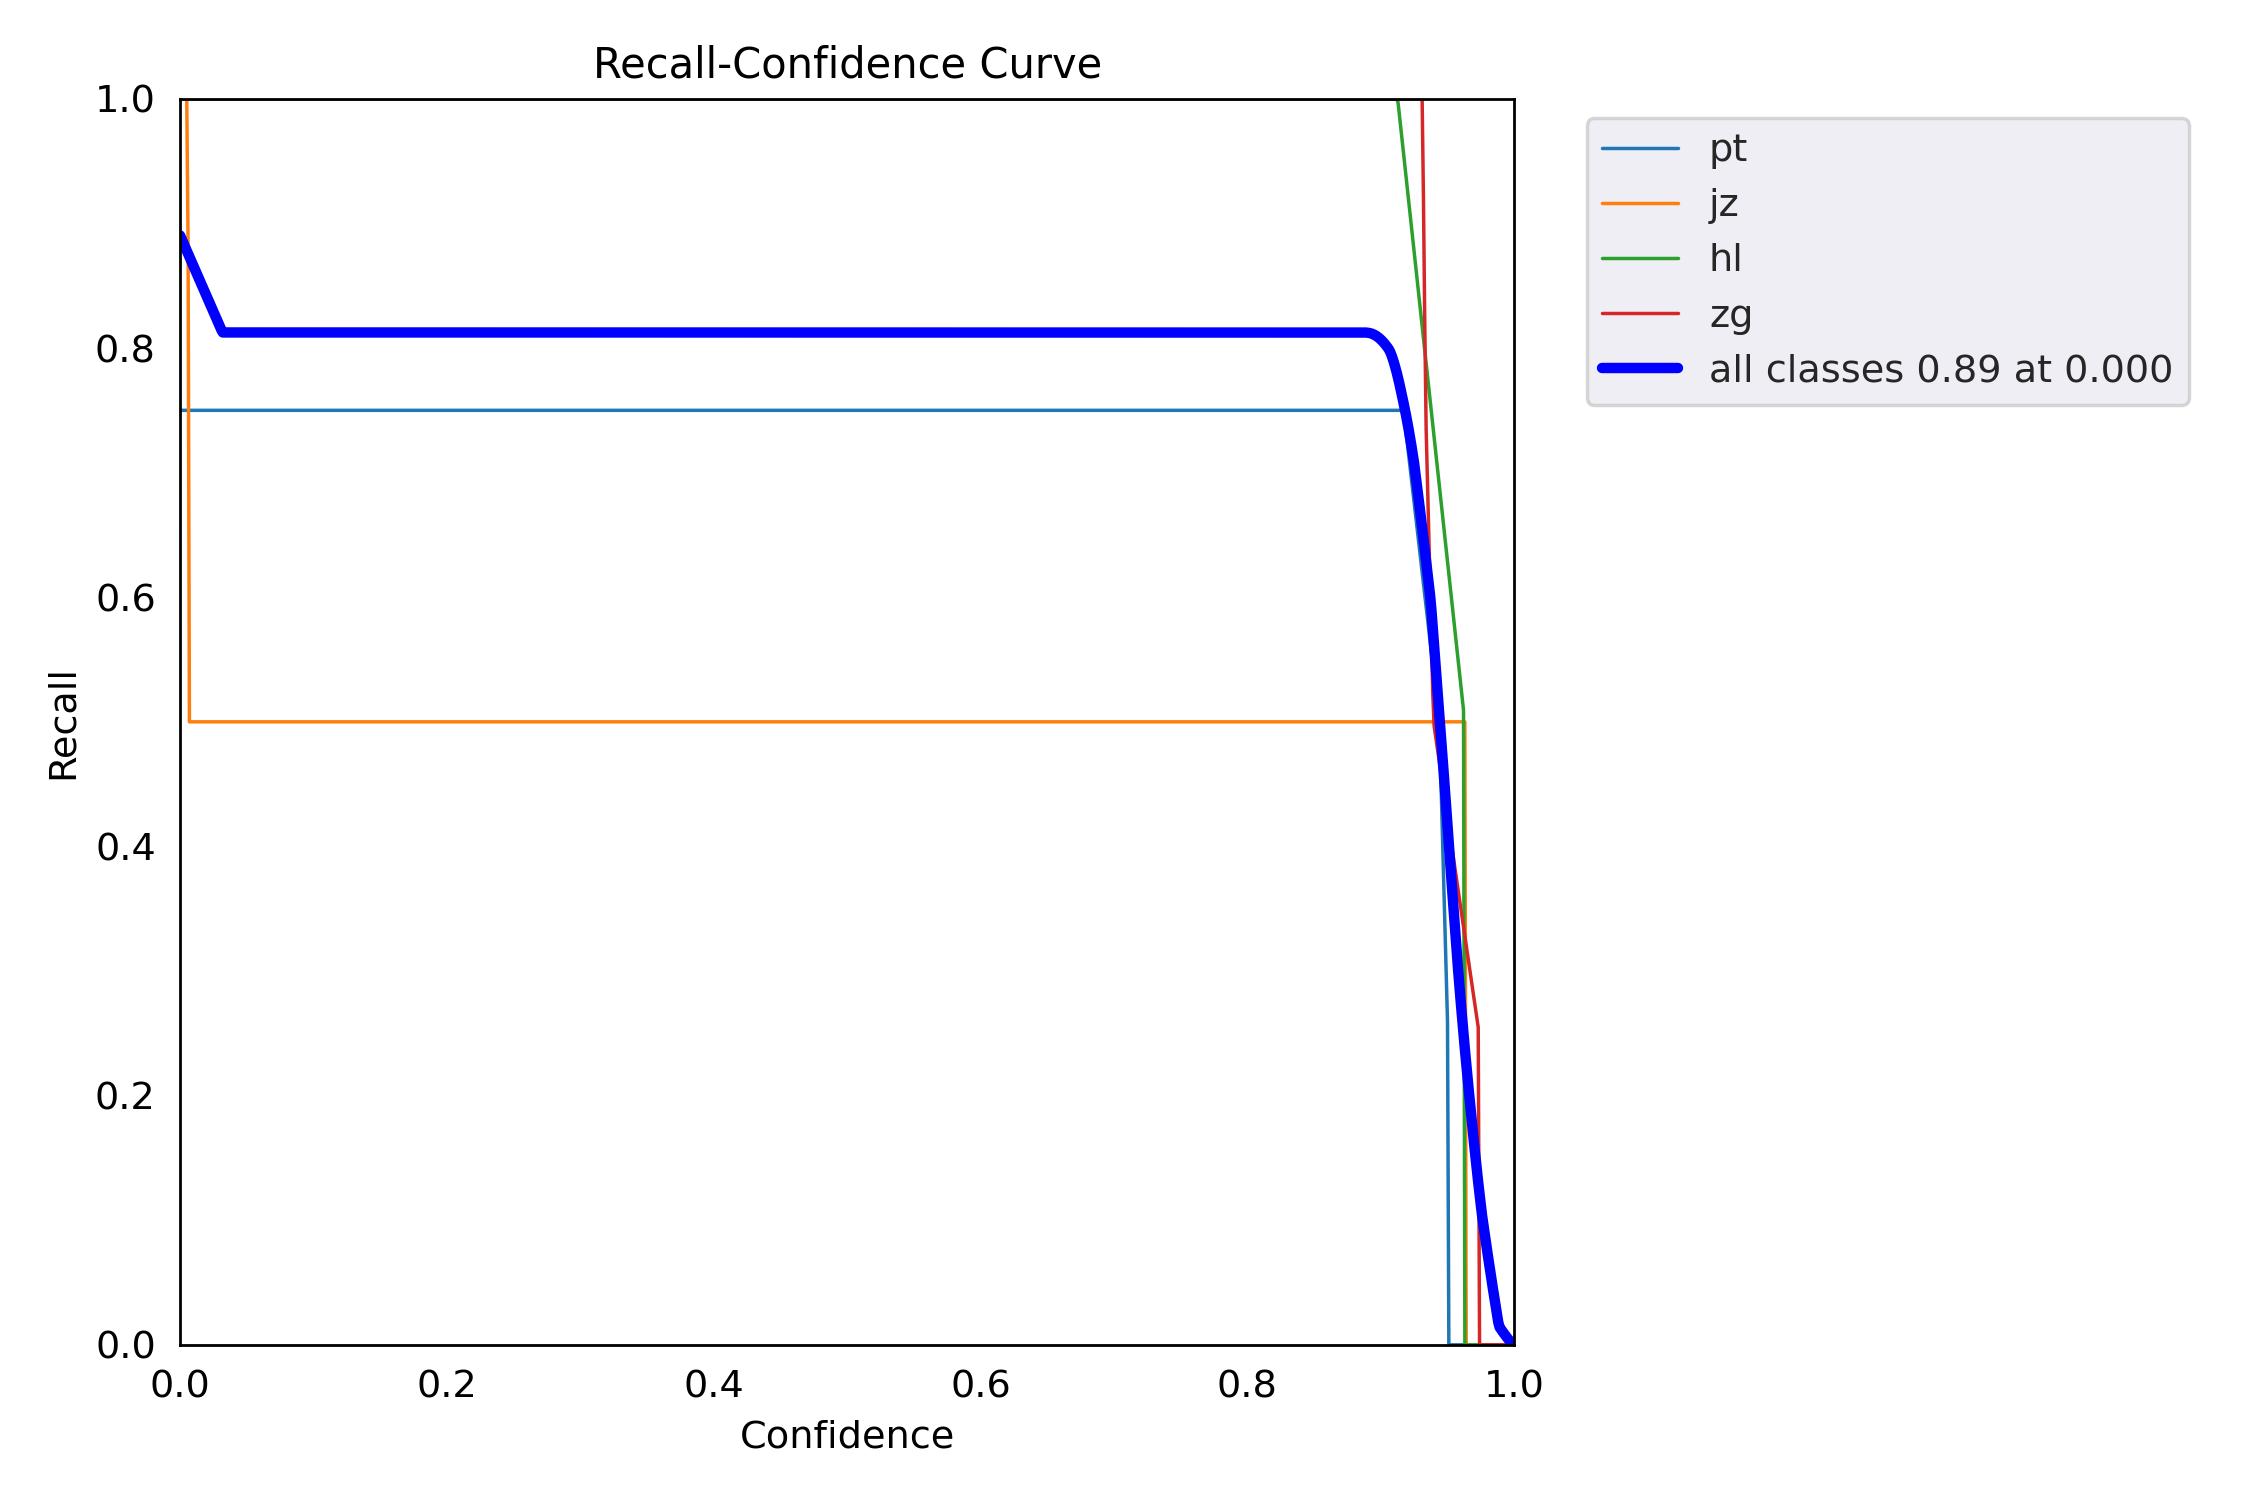 Recall-Confidence Curve
1.0
0.8
0.6
0.4
0.2
0.0
Recall
0.0 0.2 0.4 0.6 0.8 1.0
Confidence
pt
jz
hl
zg
all classes 0.89 at 0.000